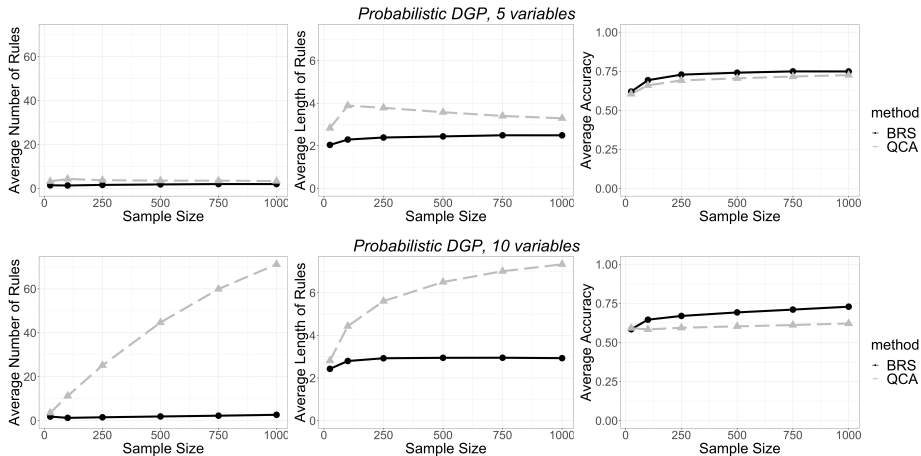 Probabilistic DGP, 5 variables
Average Number of Rules
60
40
20
0
0 250 500 750 1000
Sample Size
Average Length of Rules
6
4
2
0
0 250 500 750 1000
Sample Size
Average Accuracy
1.00
0.75
0.50
0.25
0.00
0 250 500 750 1000
Sample Size
method
BRS
QCA
Probabilistic DGP, 10 variables
Average Number of Rules
60
40
20
0
0 250 500 750 1000
Sample Size
Average Length of Rules
6
4
2
0
0 250 500 750 1000
Sample Size
Average Accuracy
1.00
0.75
0.50
0.25
0.00
0 250 500 750 1000
Sample Size
method
BRS
QCA